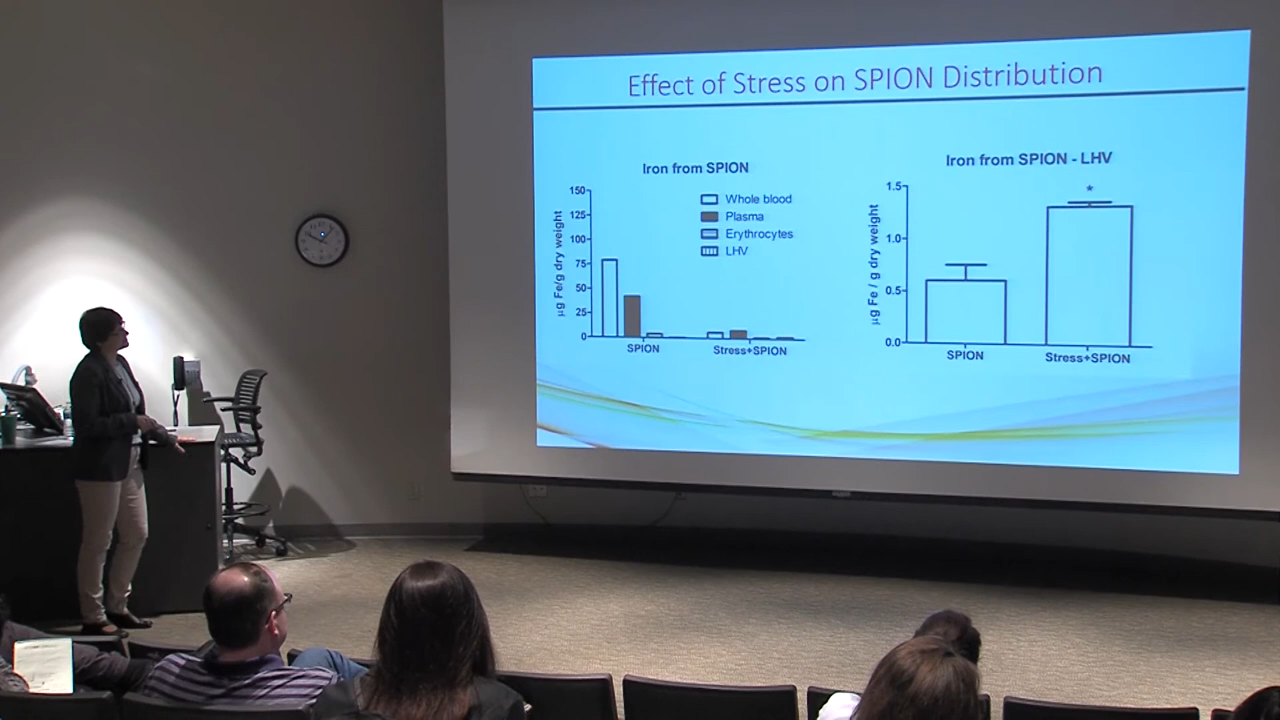 Effect of Stress on SPION Distribution
Iron from SPION
150
125
100
75
50
25
0
µg Fe/g dry weight
Whole blood
Plasma
Erythrocytes
LHV
SPION
Stress+SPION
Iron from SPION - LHV
1.5
1.0
0.5
0.0
µg Fe / g dry weight
*
SPION
Stress+SPION